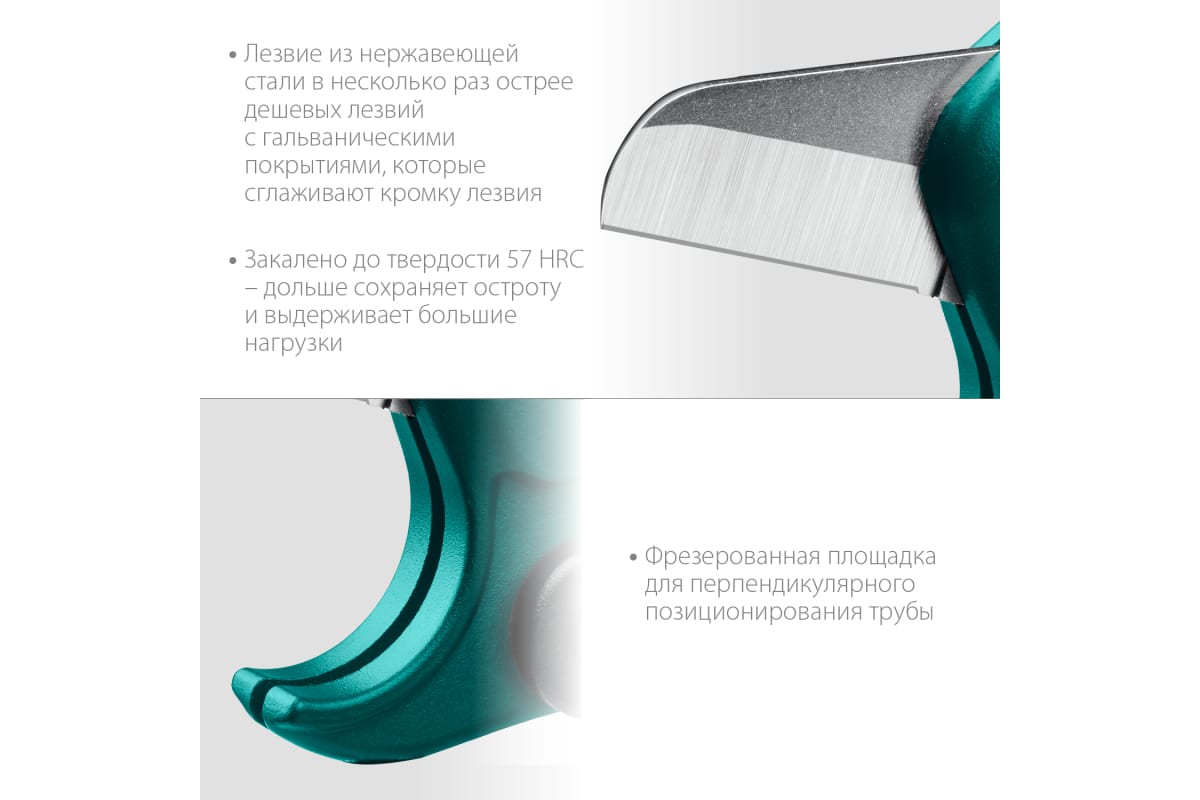 • Лезвие из нержавеющей
стали в несколько раз острее
дешевых лезвий
с гальваническими
покрытиями, которые
сглаживают кромку лезвия
• Закалено до твердости 57 HRC
– дольше сохраняет остроту
и выдерживает большие
нагрузки
• Фрезерованная площадка
для перпендикулярного
позиционирования трубы